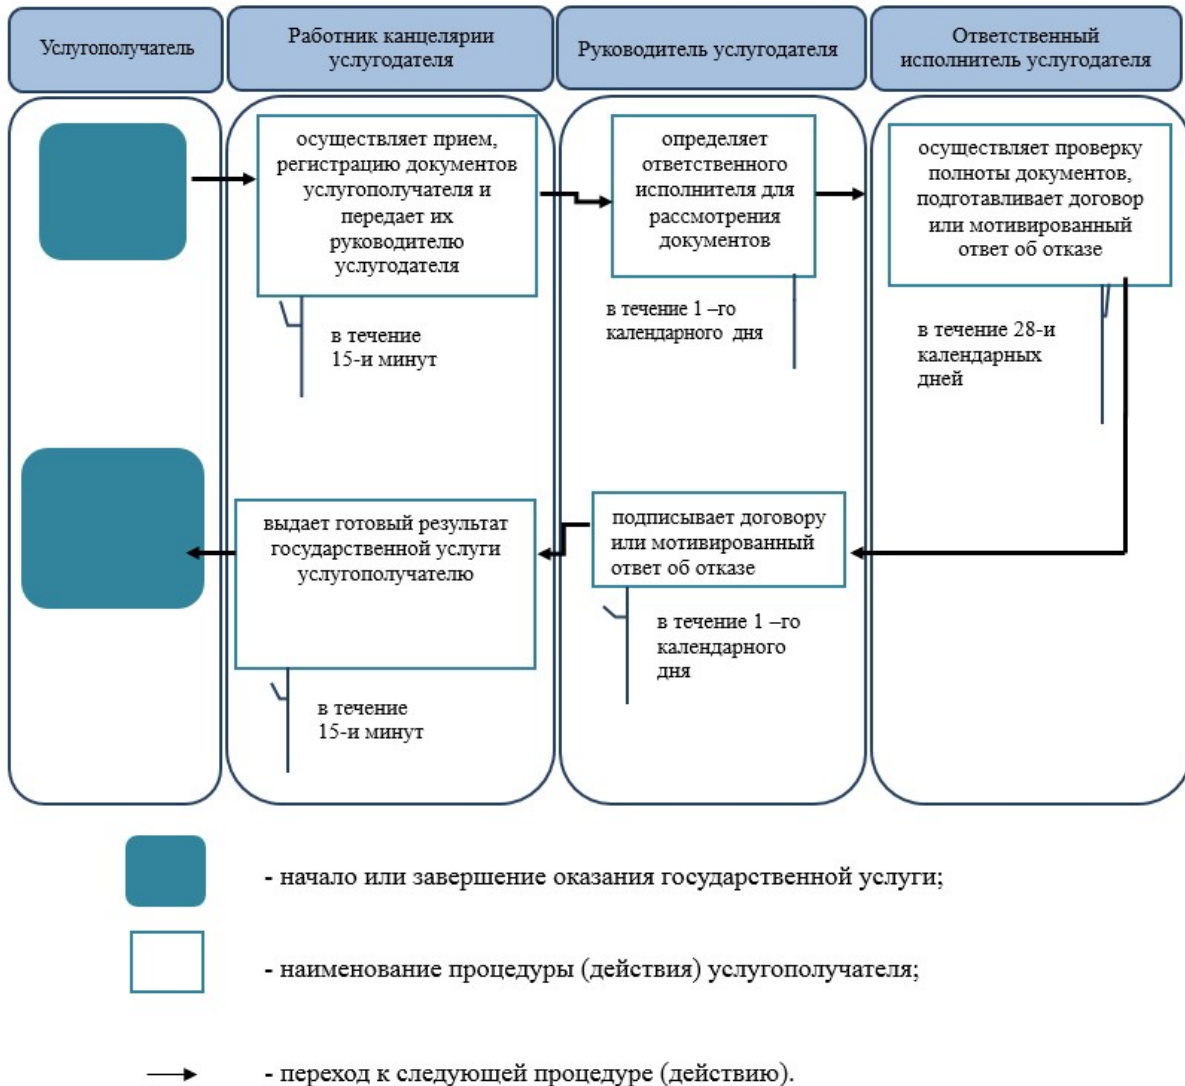 Услугополучатель
Работник канцелярии
услугодателя
Руководитель услугодателя
Ответственный
исполнитель услугодателя
осуществляет прием,
регистрацию документов
услугополучателя и
передает их
руководителю
услугодателя
в течение
15-и минут
определяет
ответственного
исполнителя для
рассмотрения
документов
в течение 1 –го
календарного дня
осуществляет проверку
полноты документов,
подготавливает договор
или мотивированный
ответ об отказе
в течение 28-и
календарных
дней
подписывает договору
или мотивированный
ответ об отказе
в течение 1 –го
календарного
дня
выдает готовый результат
государственной услуги
услугополучателю
в течение
15-и минут
- начало или завершение оказания государственной услуги;
- наименование процедуры (действия) услугополучателя;
- переход к следующей процедуре (действию).